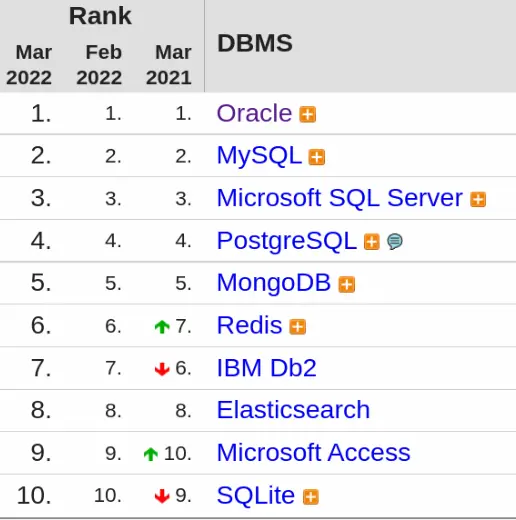 Rank
DBMS
Mar 2022 Feb 2022 Mar 2021
1. 1. 1. Oracle
2. 2. 2. MySQL
3. 3. 3. Microsoft SQL Server
4. 4. 4. PostgreSQL
5. 5. 5. MongoDB
6. 6. 7. Redis
7. 7. 6. IBM Db2
8. 8. 8. Elasticsearch
9. 9. 10. Microsoft Access
10. 10. 9. SQLite